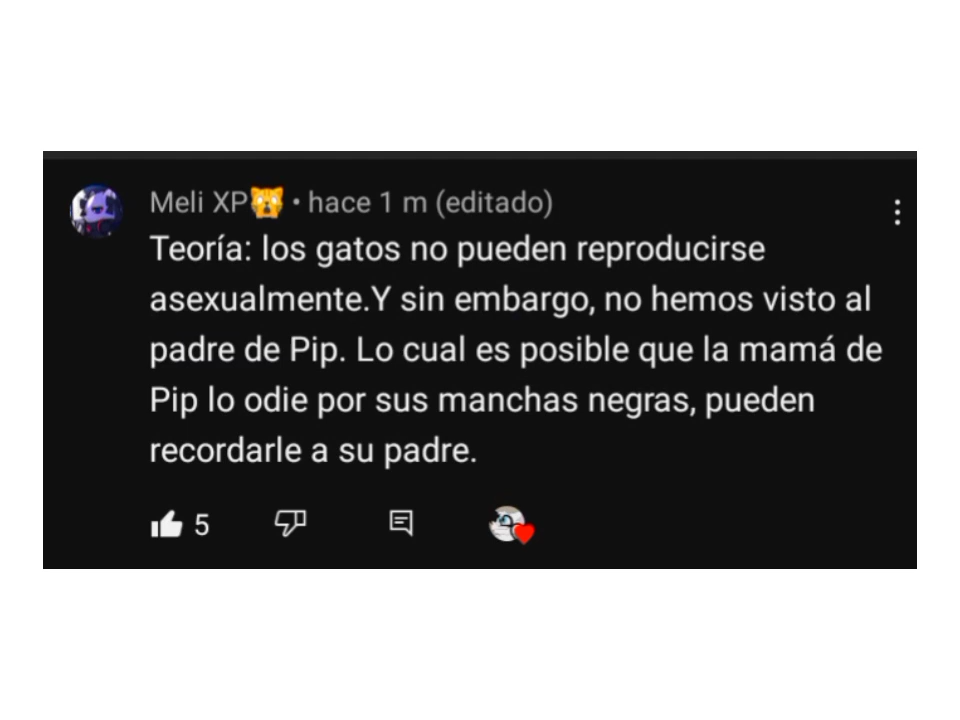 Meli XP🙀 • hace 1 m (editado)
Teoría: los gatos no pueden reproducirse
asexualmente.Y sin embargo, no hemos visto al
padre de Pip. Lo cual es posible que la mamá de
Pip lo odie por sus manchas negras, pueden
recordarle a su padre.
5